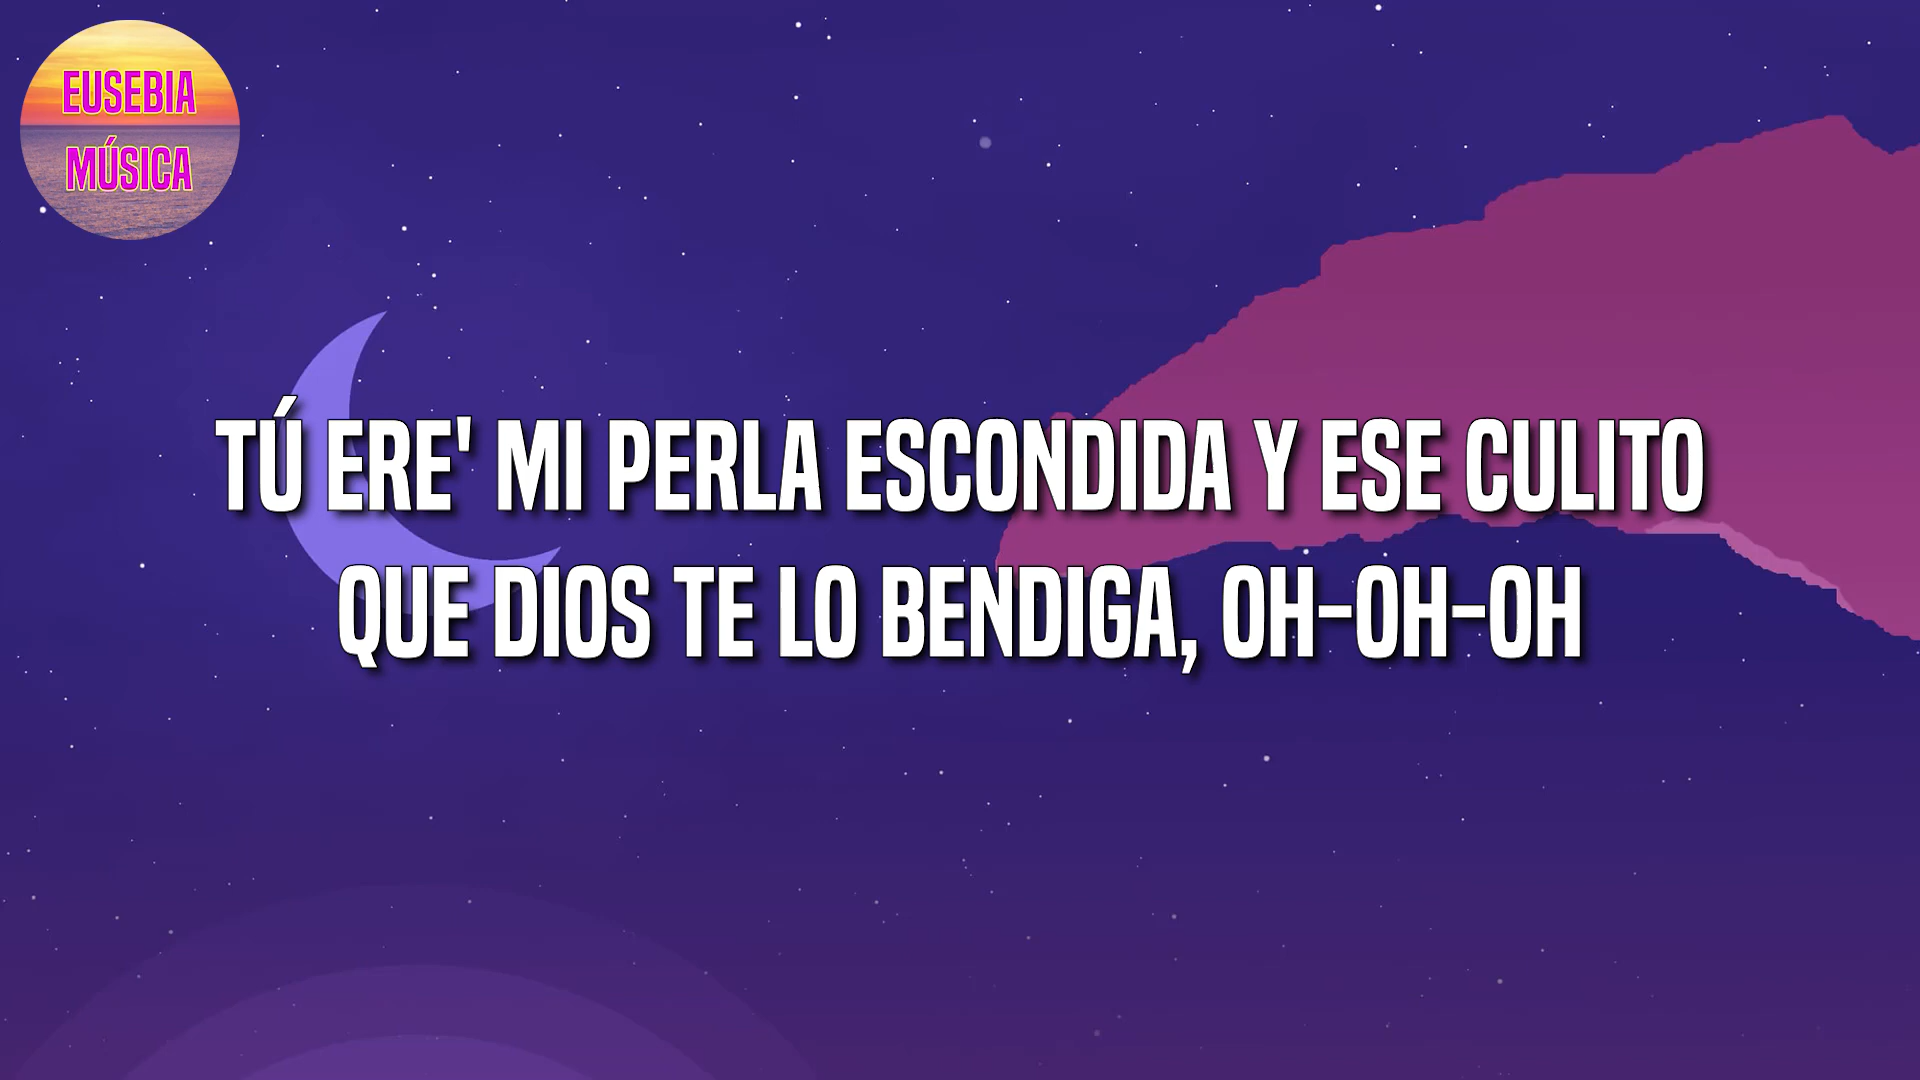 EUSEBIA
MÚSICA
TÚ ERE' MI PERLA ESCONDIDA Y ESE CULITO
QUE DIOS TE LO BENDIGA, OH-OH-OH